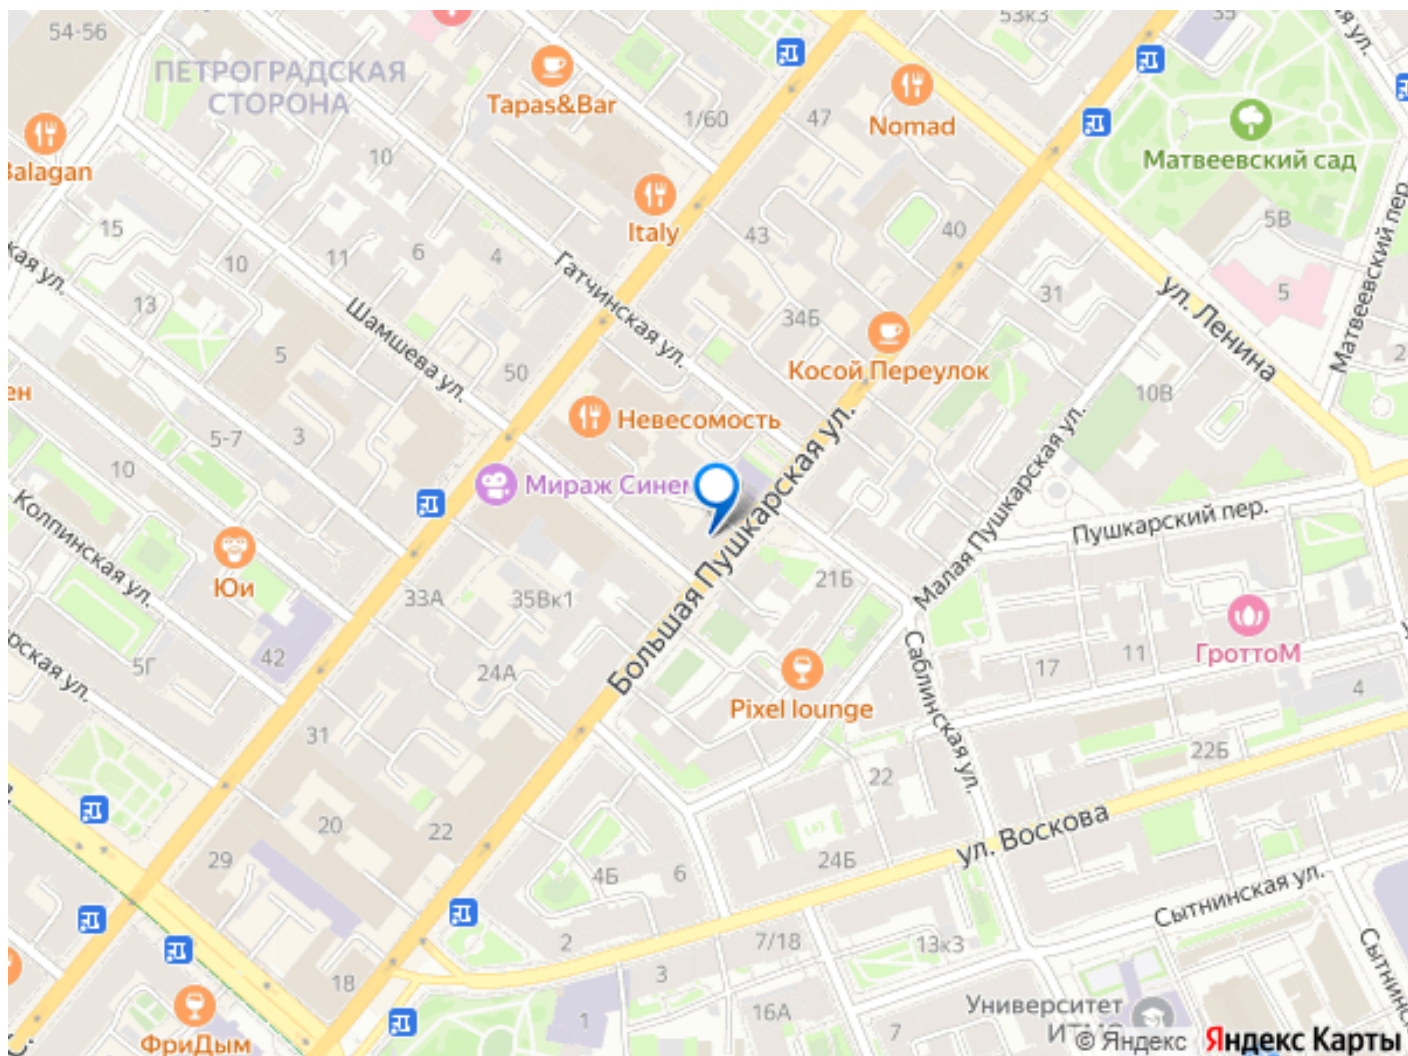 54-56
53к3
35
ПЕТРОГРАДСКАЯ
СТОРОНА
Tapas&Bar
1/60
47
Nomad
Матвеевский сад
Balagan
10
Italy
15
10
11
6
4
43
40
5В
Матвеевский пер.
Гатчинская ул.
13
Шамшева ул.
34Б
31
5
ул. Ленина
5
50
Косой Переулок
10В
Невесомость
5-7
3
10
Мираж
Большая Пушкарская ул.
Малая Пушкарская ул.
Пушкарский пер.
Колпинская ул.
Юи
33А
35Вк1
21Б
ГроттоМ
17
11
4
5Г
42
24А
Pixel lounge
Саблинская ул.
31
22
22Б
20
22
29
4Б
6
24Б
ул. Воскова
Сытнинская ул.
2
7/18
13к3
3
18
16А
1
7
ФриДым
Университет
ИТМО
© Яндекс
Яндекс Карты